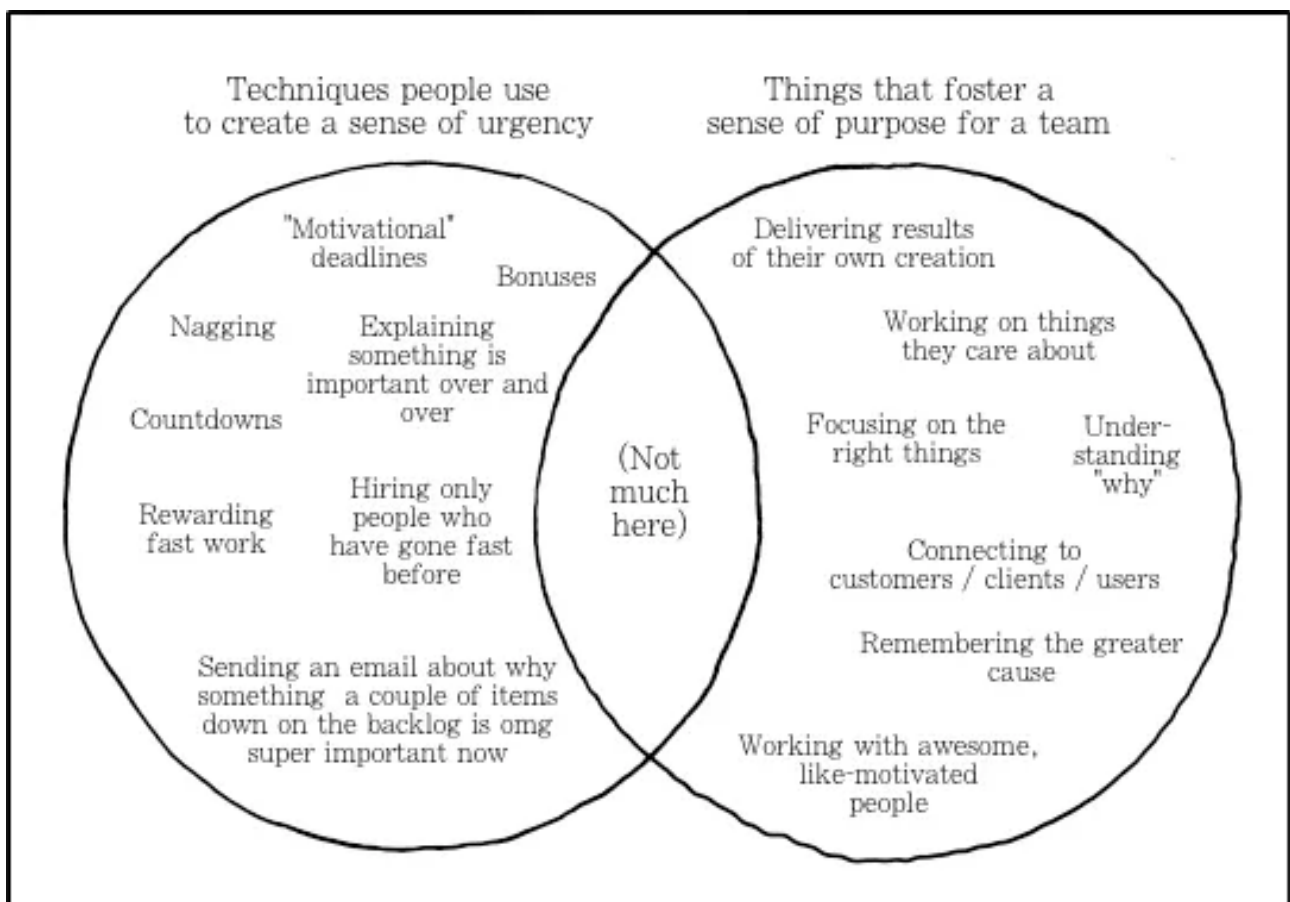 Techniques people use
to create a sense of urgency
Things that foster a
sense of purpose for a team
"Motivational"
deadlines
Bonuses
Nagging
Explaining
something is
important over and
over
Countdowns
Rewarding
fast work
Hiring only
people who
have gone fast
before
Sending an email about why
something a couple of items
down on the backlog is omg
super important now
(Not
much
here)
Delivering results
of their own creation
Working on things
they care about
Focusing on the
right things
Under-
standing
"why"
Connecting to
customers / clients / users
Remembering the greater
cause
Working with awesome,
like-motivated
people